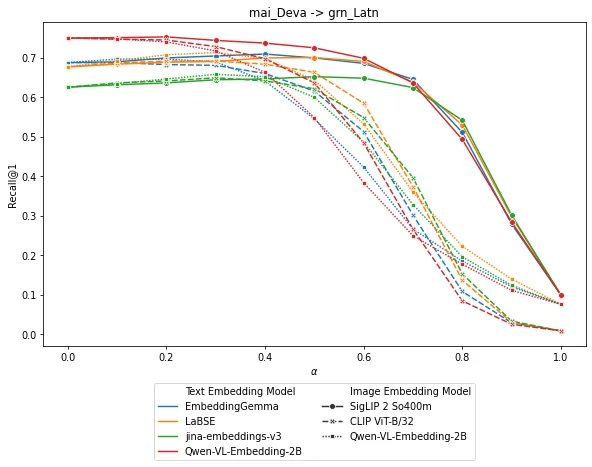 mai_Deva -> grn_Latn
Recall@1
0.7
0.6
0.5
0.4
0.3
0.2
0.1
0.0
0.0 0.2 0.4 0.6 0.8 1.0
α
Text Embedding Model
EmbeddingGemma
LaBSE
jina-embeddings-v3
Qwen-VL-Embedding-2B
Image Embedding Model
SigLIP 2 So400m
CLIP ViT-B/32
Qwen-VL-Embedding-2B